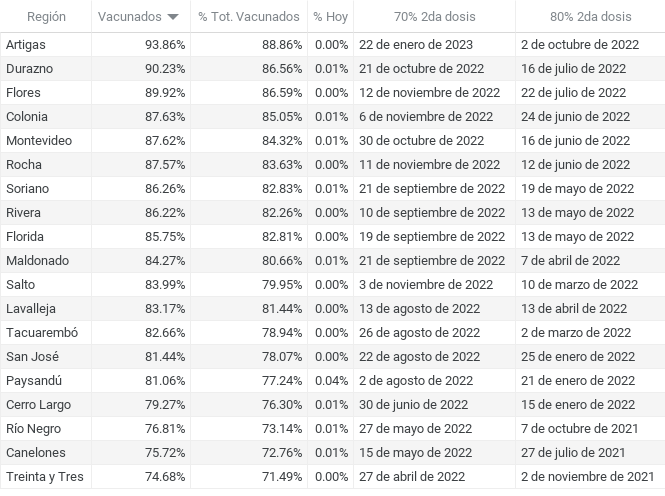 Región Vacunados % Tot. Vacunados % Hoy 70% 2da dosis 80% 2da dosis
Artigas 93.86% 88.86% 0.00% 22 de enero de 2023 2 de octubre de 2022
Durazno 90.23% 86.56% 0.01% 21 de octubre de 2022 16 de julio de 2022
Flores 89.92% 86.59% 0.00% 12 de noviembre de 2022 22 de julio de 2022
Colonia 87.63% 85.05% 0.01% 6 de noviembre de 2022 24 de junio de 2022
Montevideo 87.62% 84.32% 0.01% 30 de octubre de 2022 16 de junio de 2022
Rocha 87.57% 83.63% 0.00% 11 de noviembre de 2022 12 de junio de 2022
Soriano 86.26% 82.83% 0.01% 21 de septiembre de 2022 19 de mayo de 2022
Rivera 86.22% 82.26% 0.00% 10 de septiembre de 2022 13 de mayo de 2022
Florida 85.75% 82.81% 0.00% 19 de septiembre de 2022 13 de mayo de 2022
Maldonado 84.27% 80.66% 0.01% 21 de septiembre de 2022 7 de abril de 2022
Salto 83.99% 79.95% 0.00% 3 de noviembre de 2022 10 de marzo de 2022
Lavalleja 83.17% 81.44% 0.00% 13 de agosto de 2022 13 de abril de 2022
Tacuarembó 82.66% 78.94% 0.00% 26 de agosto de 2022 2 de marzo de 2022
San José 81.44% 78.07% 0.00% 22 de agosto de 2022 25 de enero de 2022
Paysandú 81.06% 77.24% 0.04% 2 de agosto de 2022 21 de enero de 2022
Cerro Largo 79.27% 76.30% 0.01% 30 de junio de 2022 15 de enero de 2022
Río Negro 76.81% 73.14% 0.01% 27 de mayo de 2022 7 de octubre de 2021
Canelones 75.72% 72.76% 0.01% 15 de mayo de 2022 27 de julio de 2021
Treinta y Tres 74.68% 71.49% 0.00% 27 de abril de 2022 2 de noviembre de 2021